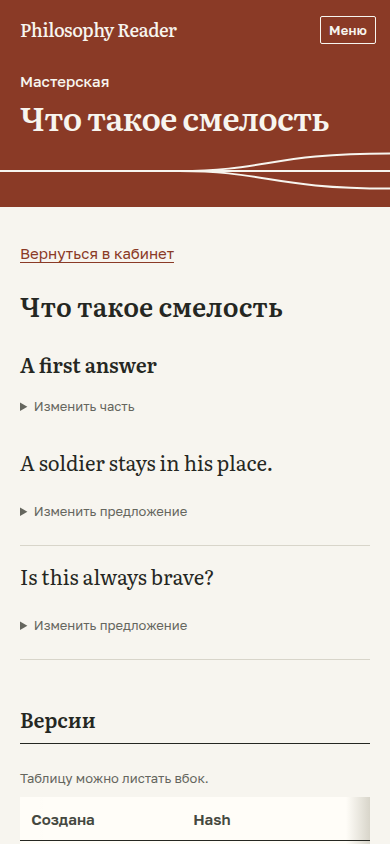 Philosophy Reader
Меню
Мастерская
Что такое смелость
Вернуться в кабинет
Что такое смелость
A first answer
Изменить часть
A soldier stays in his place.
Изменить предложение
Is this always brave?
Изменить предложение
Версии
Таблицу можно листать вбок.
Создана Hash